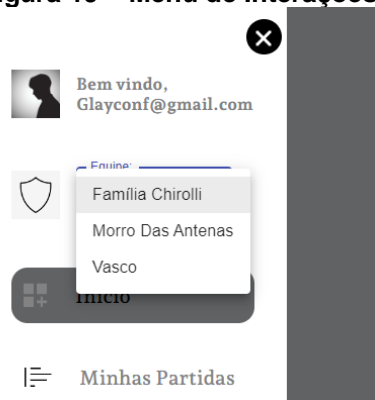 Figura 16 – Menu de Interações
Bem vindo,
Glayconf@gmail.com
Equipe:
Família Chirolli
Morro Das Antenas
Vasco
Início
Minhas Partidas